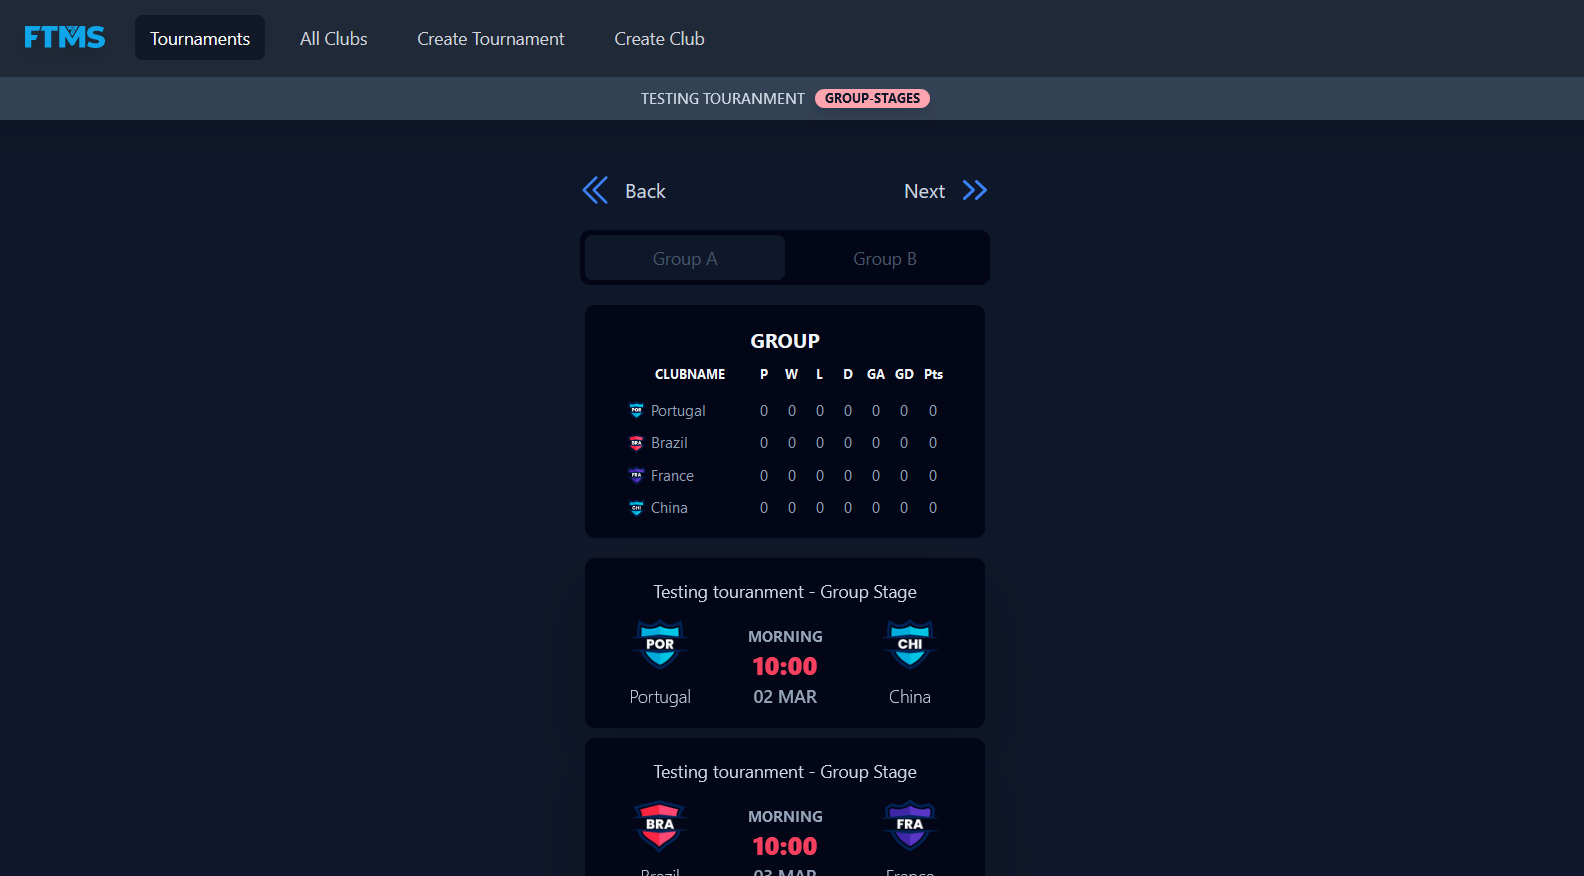 FTMS Tournaments All Clubs Create Tournament Create Club
TESTING TOURANMENT GROUP-STAGES
Back Next
Group A Group B
GROUP
CLUBNAME P W L D GA GD Pts
POR Portugal 0 0 0 0 0 0 0
BRA Brazil 0 0 0 0 0 0 0
FRA France 0 0 0 0 0 0 0
CHI China 0 0 0 0 0 0 0
Testing touranment - Group Stage
POR MORNING CHI
10:00
Portugal 02 MAR China
Testing touranment - Group Stage
BRA MORNING FRA
10:00
Brazil 03 MAR France